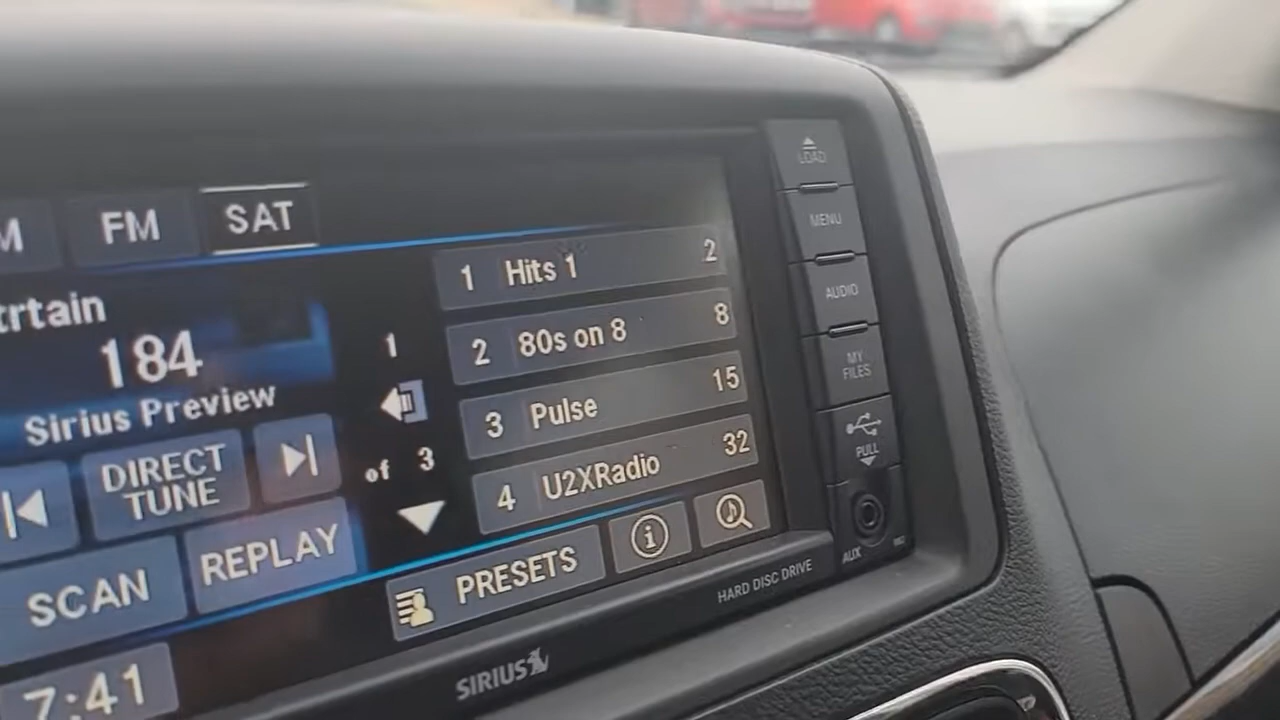 M FM SAT
trtain
184
Sirius Preview
DIRECT
TUNE
SCAN
REPLAY
7:41
1
of 3
1 Hits 1 2
2 80s on 8 8
3 Pulse 15
4 U2XRadio 32
PRESETS
i
SIRIUS
HARD DISC DRIVE
LOAD
MENU
AUDIO
MY
FILES
PULL
AUX